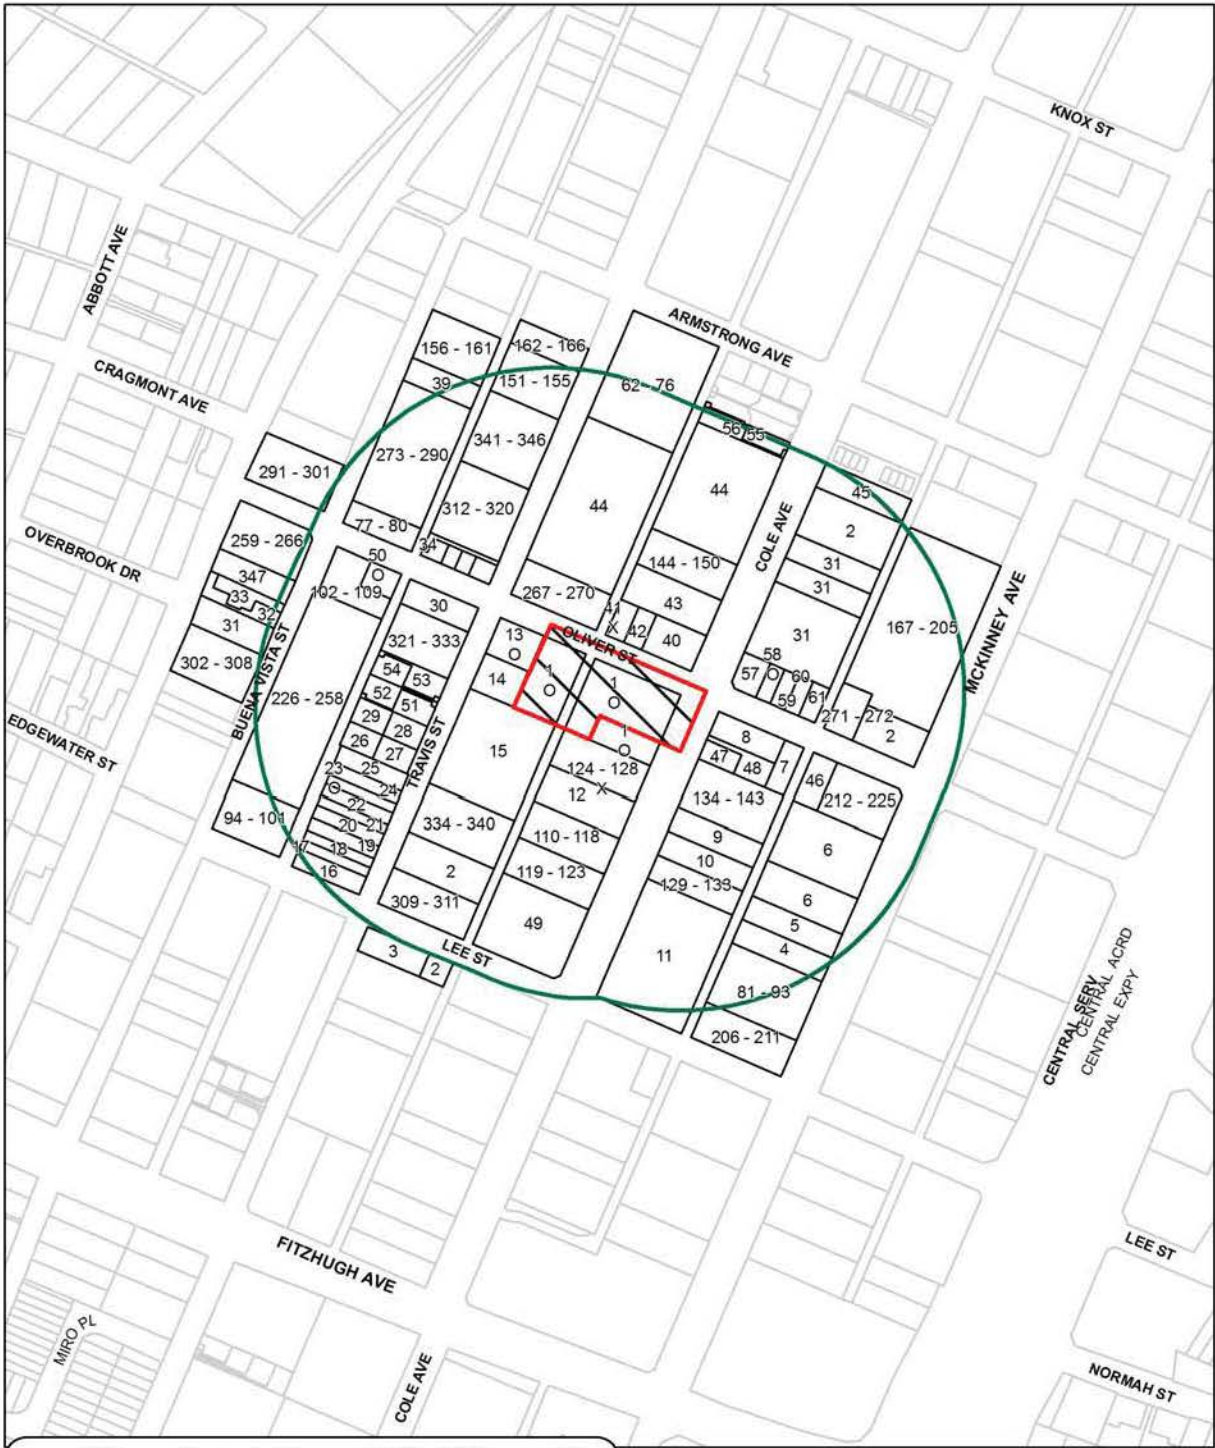 KNOX ST
ABBOTT AVE
ARMSTRONG AVE
CRAGMONT AVE
156 - 161
162 - 166
39
151 - 155
62 - 76
56
55
341 - 346
273 - 290
291 - 301
44
44
45
312 - 320
COLE AVE
2
77 - 80
OVERBROOK DR
259 - 266
34
50
144 - 150
31
31
347
102 - 109
267 - 270
43
MCKINNEY AVE
33
32
30
41
X
42
40
31
167 - 205
31
321 - 333
13
O
OLIVER ST
302 - 308
BUENA VISTA ST
54
53
14
1
O
1
O
58
57
O
60
59
61
226 - 258
52
51
271 - 272
2
EDGEWATER ST
29
28
TRAVIS ST
15
1
O
8
26
27
47
48
7
23
O
25
24
124 - 128
X
12
134 - 143
46
212 - 225
22
94 - 101
20
21
334 - 340
110 - 118
9
6
17
18
19
16
2
119 - 123
10
129 - 133
6
309 - 311
49
5
4
3
2
LEE ST
11
81 - 93
206 - 211
CENTRAL SERV
CENTRAL ACRD
CENTRAL EXPY
FITZHUGH AVE
LEE ST
MIRO PL
COLE AVE
NORMAH ST